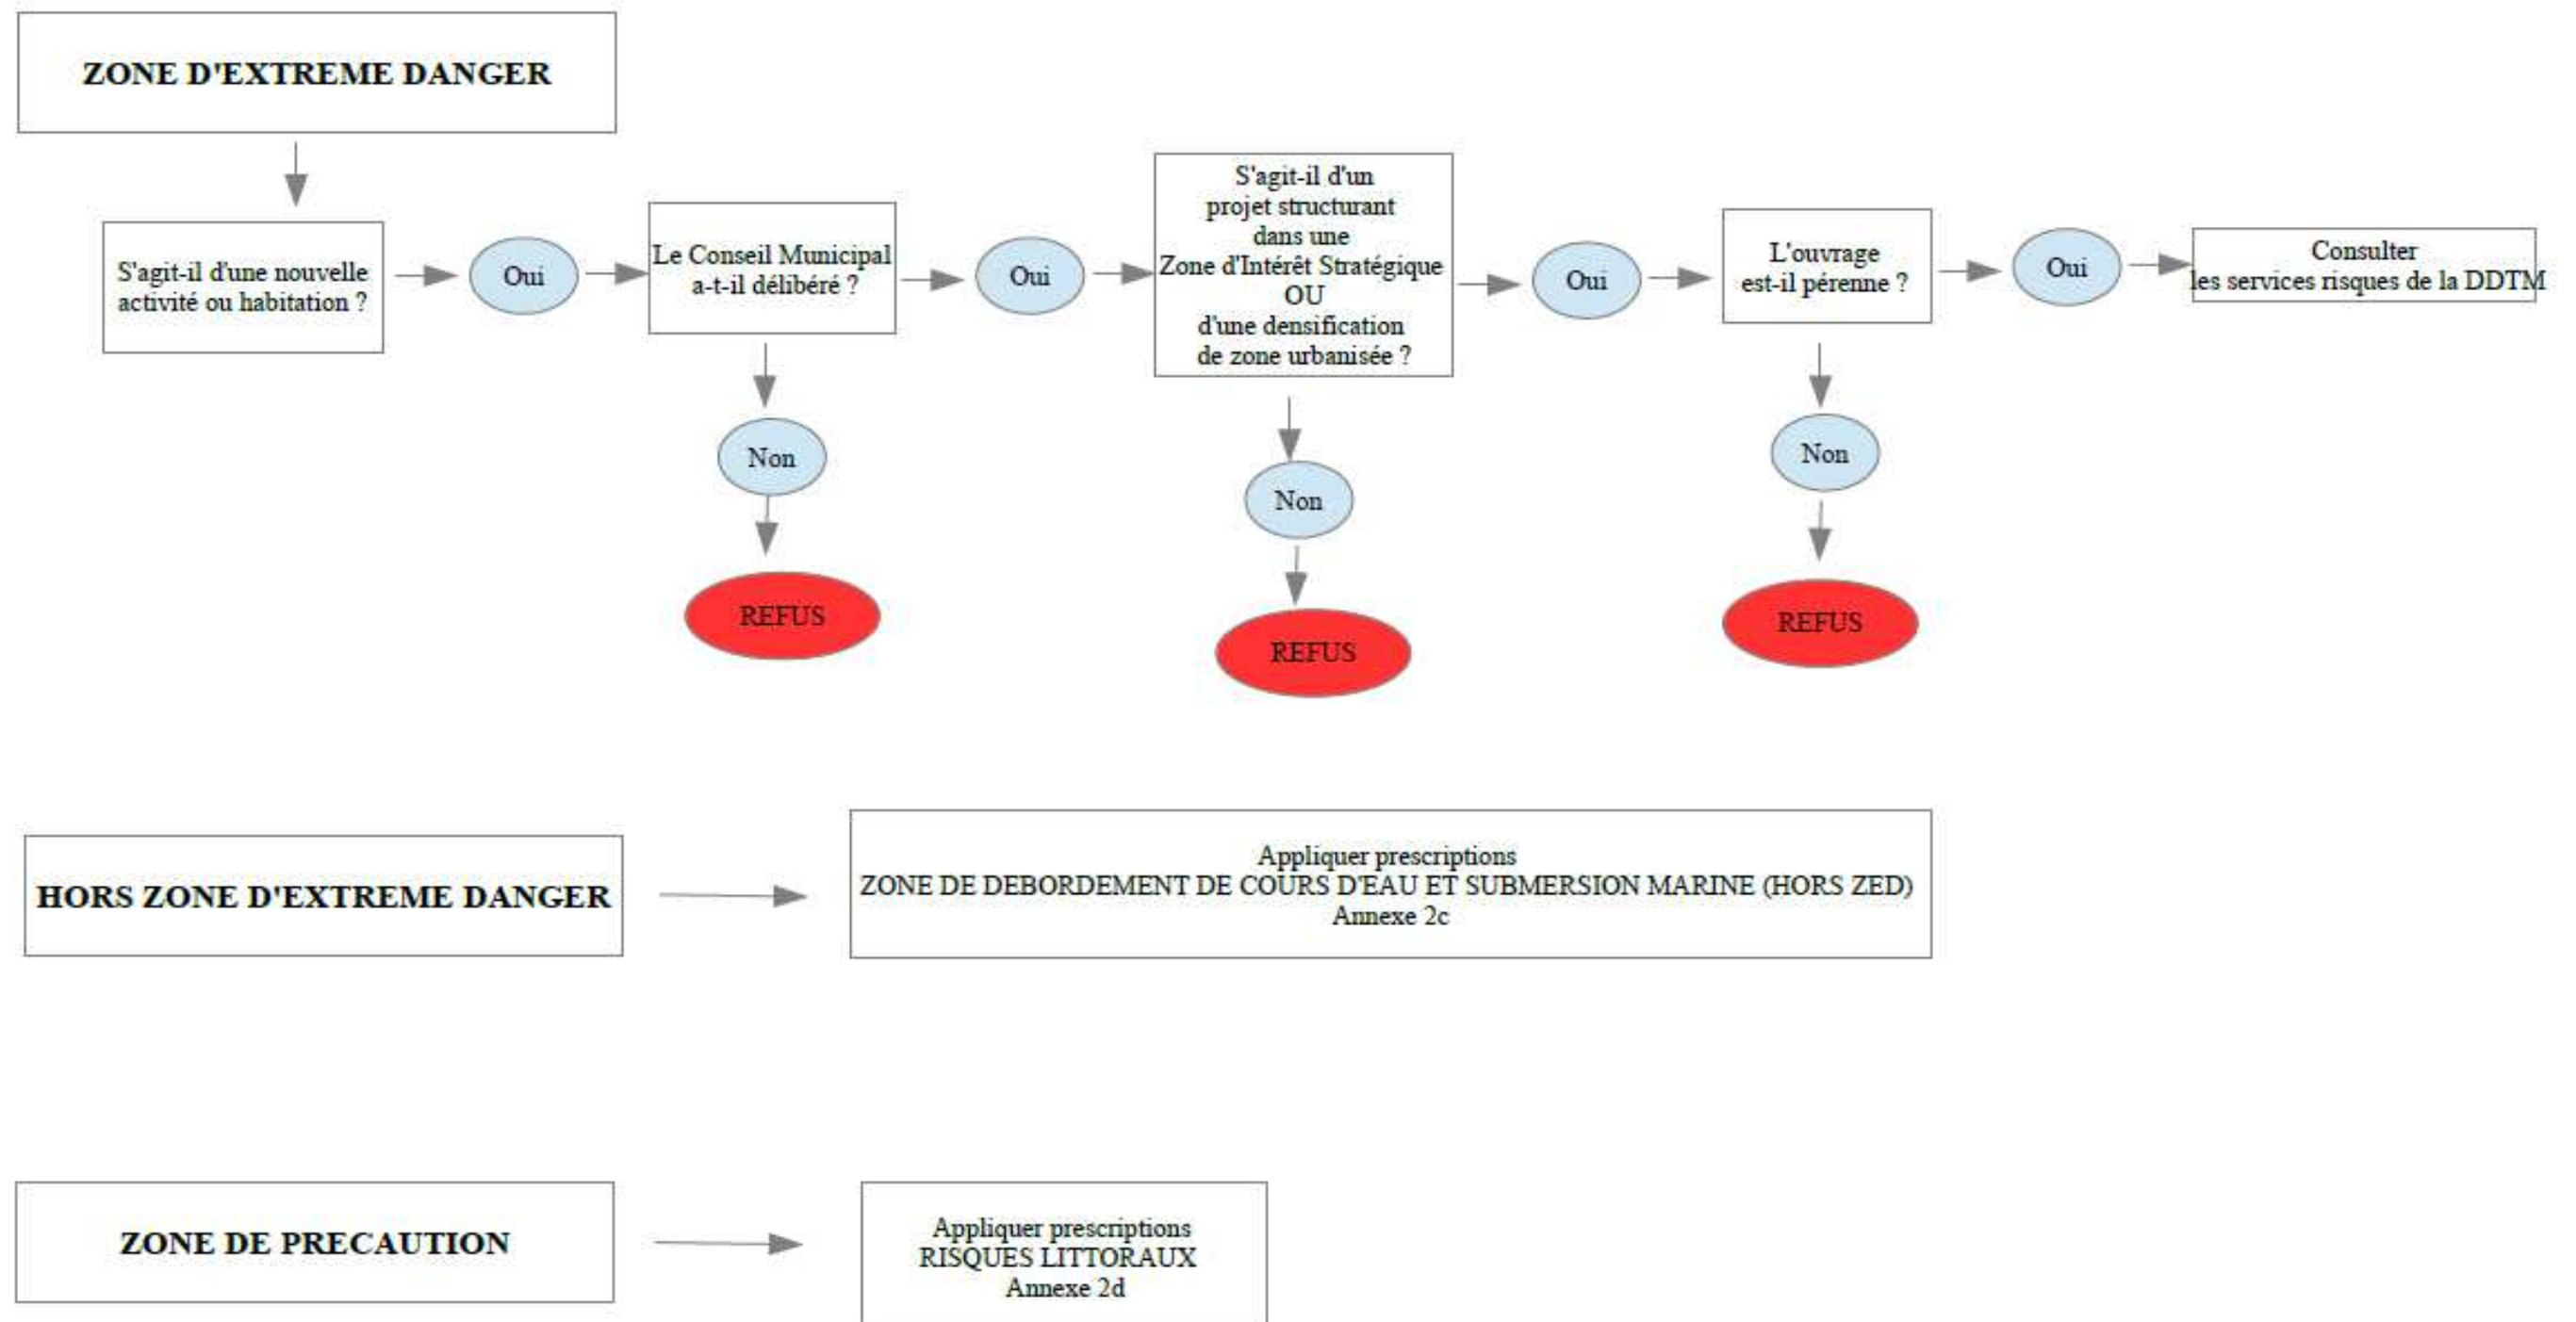 ZONE D'EXTREME DANGER
S'agit-il d'une nouvelle
activité ou habitation ?
Oui
Le Conseil Municipal
a-t-il délibéré ?
Oui
S'agit-il d'un
projet structurant
dans une
Zone d'Intérêt Stratégique
OU
d'une densification
de zone urbanisée ?
Oui
L'ouvrage
est-il pérenne ?
Oui
Consulter
les services risques de la DDTM
Non
Non
Non
REFUS
REFUS
REFUS
HORS ZONE D'EXTREME DANGER
Appliquer prescriptions
ZONE DE DEBORDEMENT DE COURS D'EAU ET SUBMERSION MARINE (HORS ZED)
Annexe 2c
ZONE DE PRECAUTION
Appliquer prescriptions
RISQUES LITTORAUX
Annexe 2d